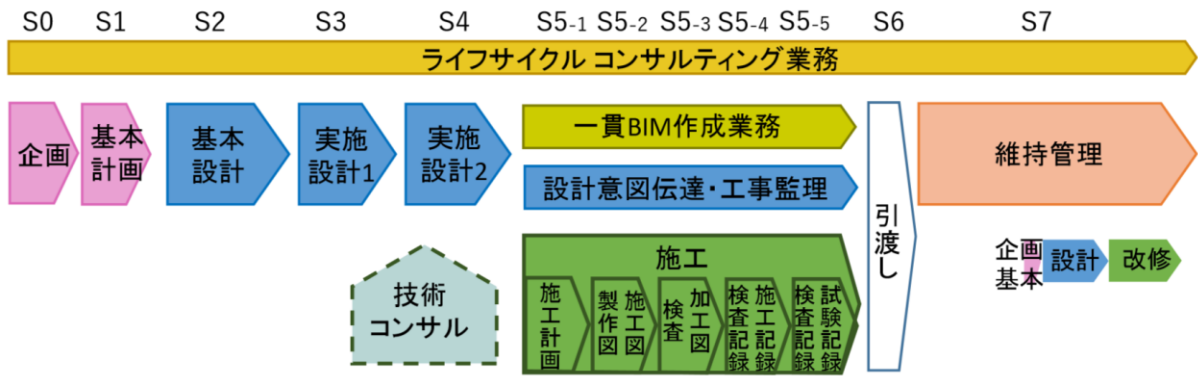 S0 S1 S2 S3 S4 S5-1 S5-2 S5-3 S5-4 S5-5 S6 S7
ライフサイクル コンサルティング業務
企画
基本
計画
基本
設計
実施
設計1
実施
設計2
一貫BIM作成業務
設計意図伝達・工事監理
引渡し
維持管理
技術
コンサル
施工
施工計画
施工図
製作図
加工図
検査
施工記録
検査記録
試験記録
検査記録
企画
基本
設計
改修